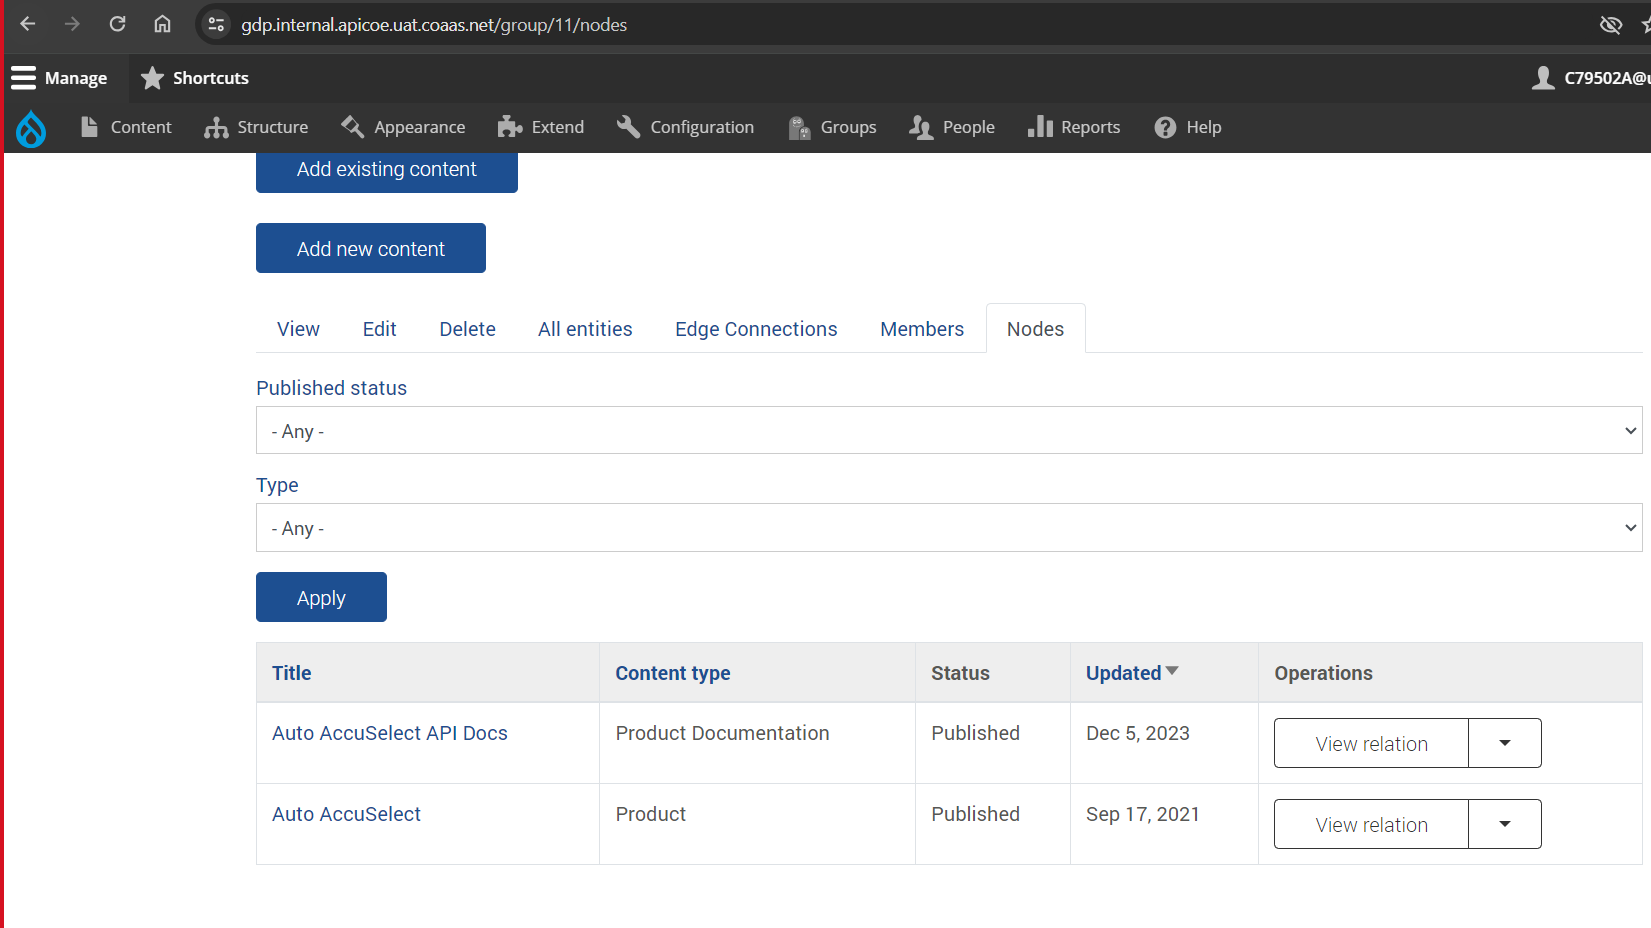 gdp.internal.apicoe.uat.coaas.net/group/11/nodes
Manage Shortcuts C79502A@u
Content Structure Appearance Extend Configuration Groups People Reports Help
Add existing content
Add new content
View Edit Delete All entities Edge Connections Members Nodes
Published status
- Any -
Type
- Any -
Apply
Title Content type Status Updated Operations
Auto AccuSelect API Docs Product Documentation Published Dec 5, 2023 View relation
Auto AccuSelect Product Published Sep 17, 2021 View relation